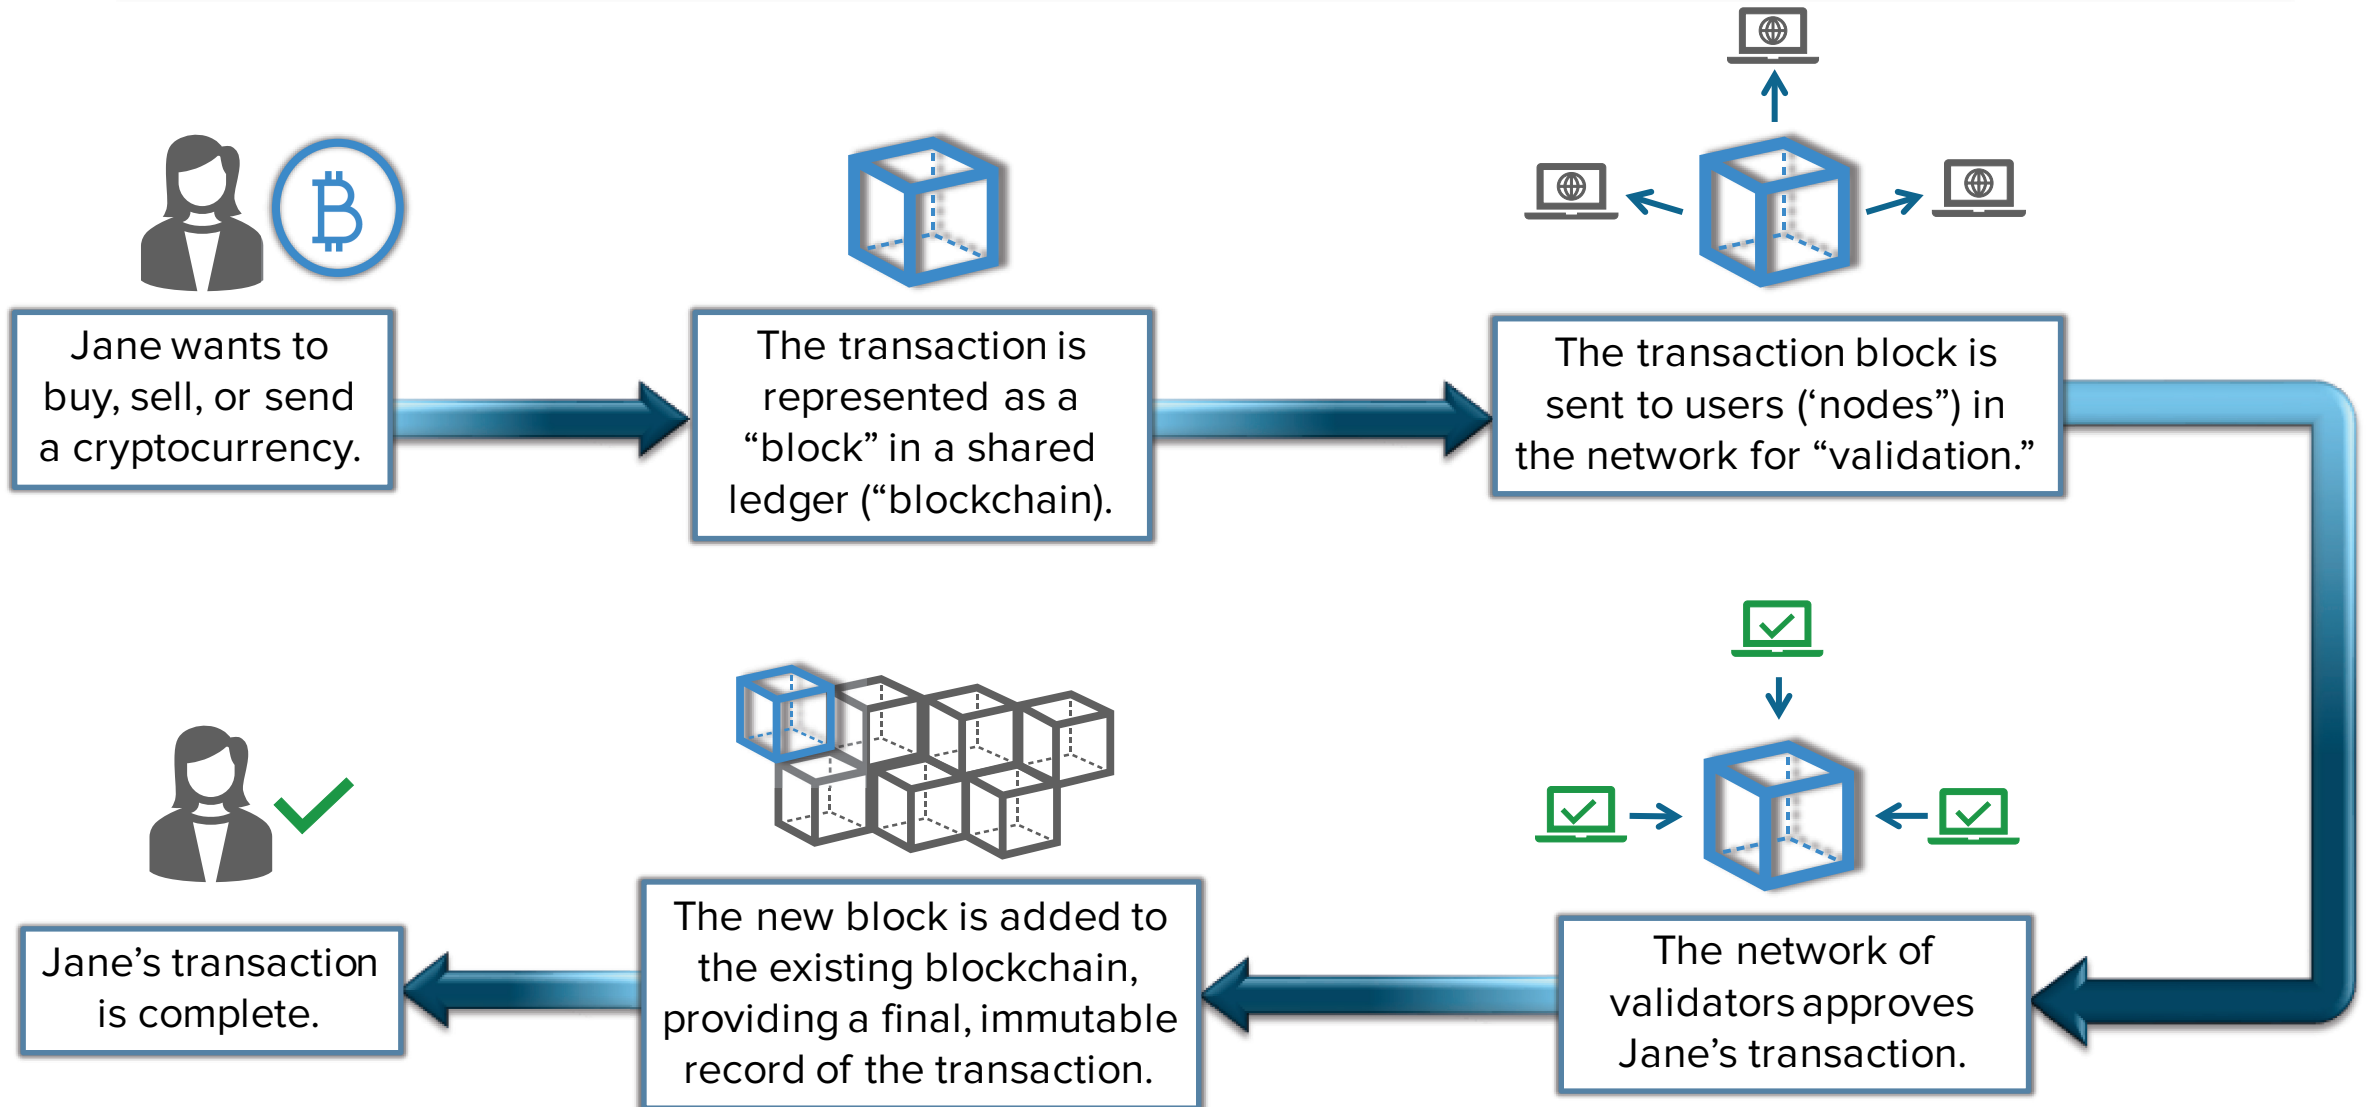 Jane wants to
buy, sell, or send
a cryptocurrency.
The transaction is
represented as a
“block” in a shared
ledger (“blockchain).
The transaction block is
sent to users (‘nodes”) in
the network for “validation.”
The network of
validators approves
Jane’s transaction.
The new block is added to
the existing blockchain,
providing a final, immutable
record of the transaction.
Jane’s transaction
is complete.